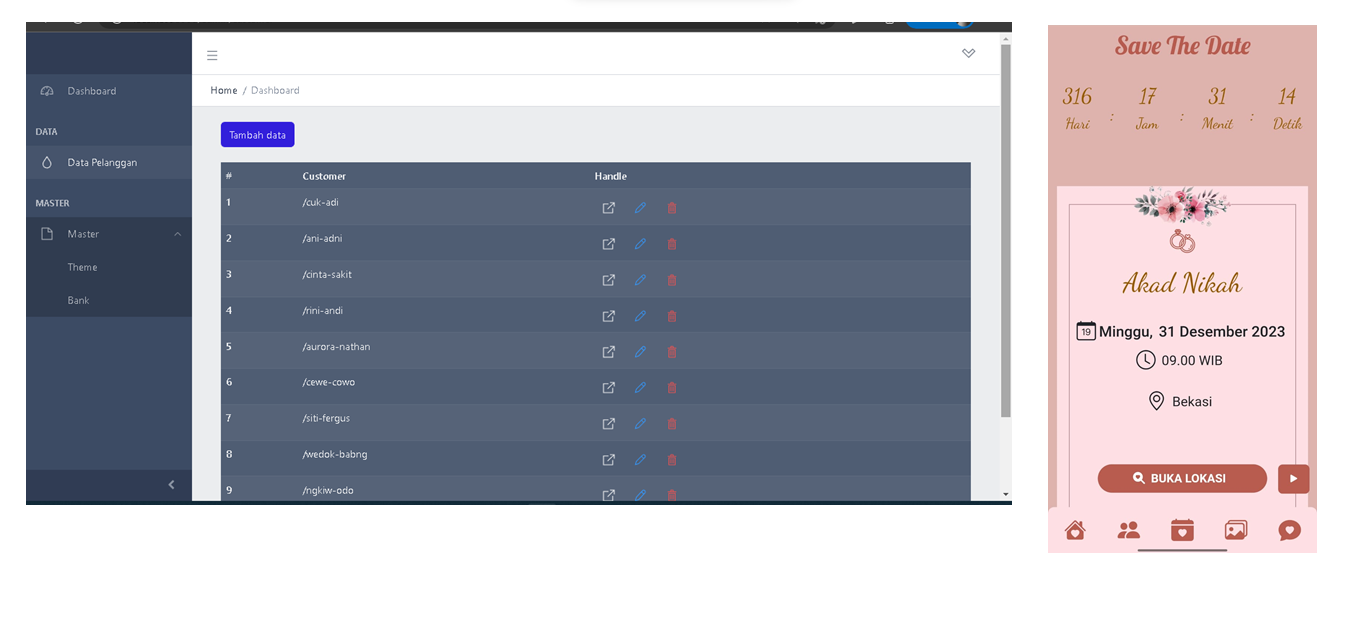 Dashboard
DATA
Data Pelanggan
MASTER
Master
Theme
Bank
Home / Dashboard
Tambah data
# Customer Handle
1 /cuk-adi
2 /ani-adni
3 /cinta-sakit
4 /rini-andi
5 /aurora-nathan
6 /cewe-cowo
7 /siti-fergus
8 /wedok-babng
9 /ngkiw-odo
Save The Date
316 : 17 : 31 : 14
Hari Jam Menit Detik
Akad Nikah
19 Minggu, 31 Desember 2023
09.00 WIB
Bekasi
BUKA LOKASI